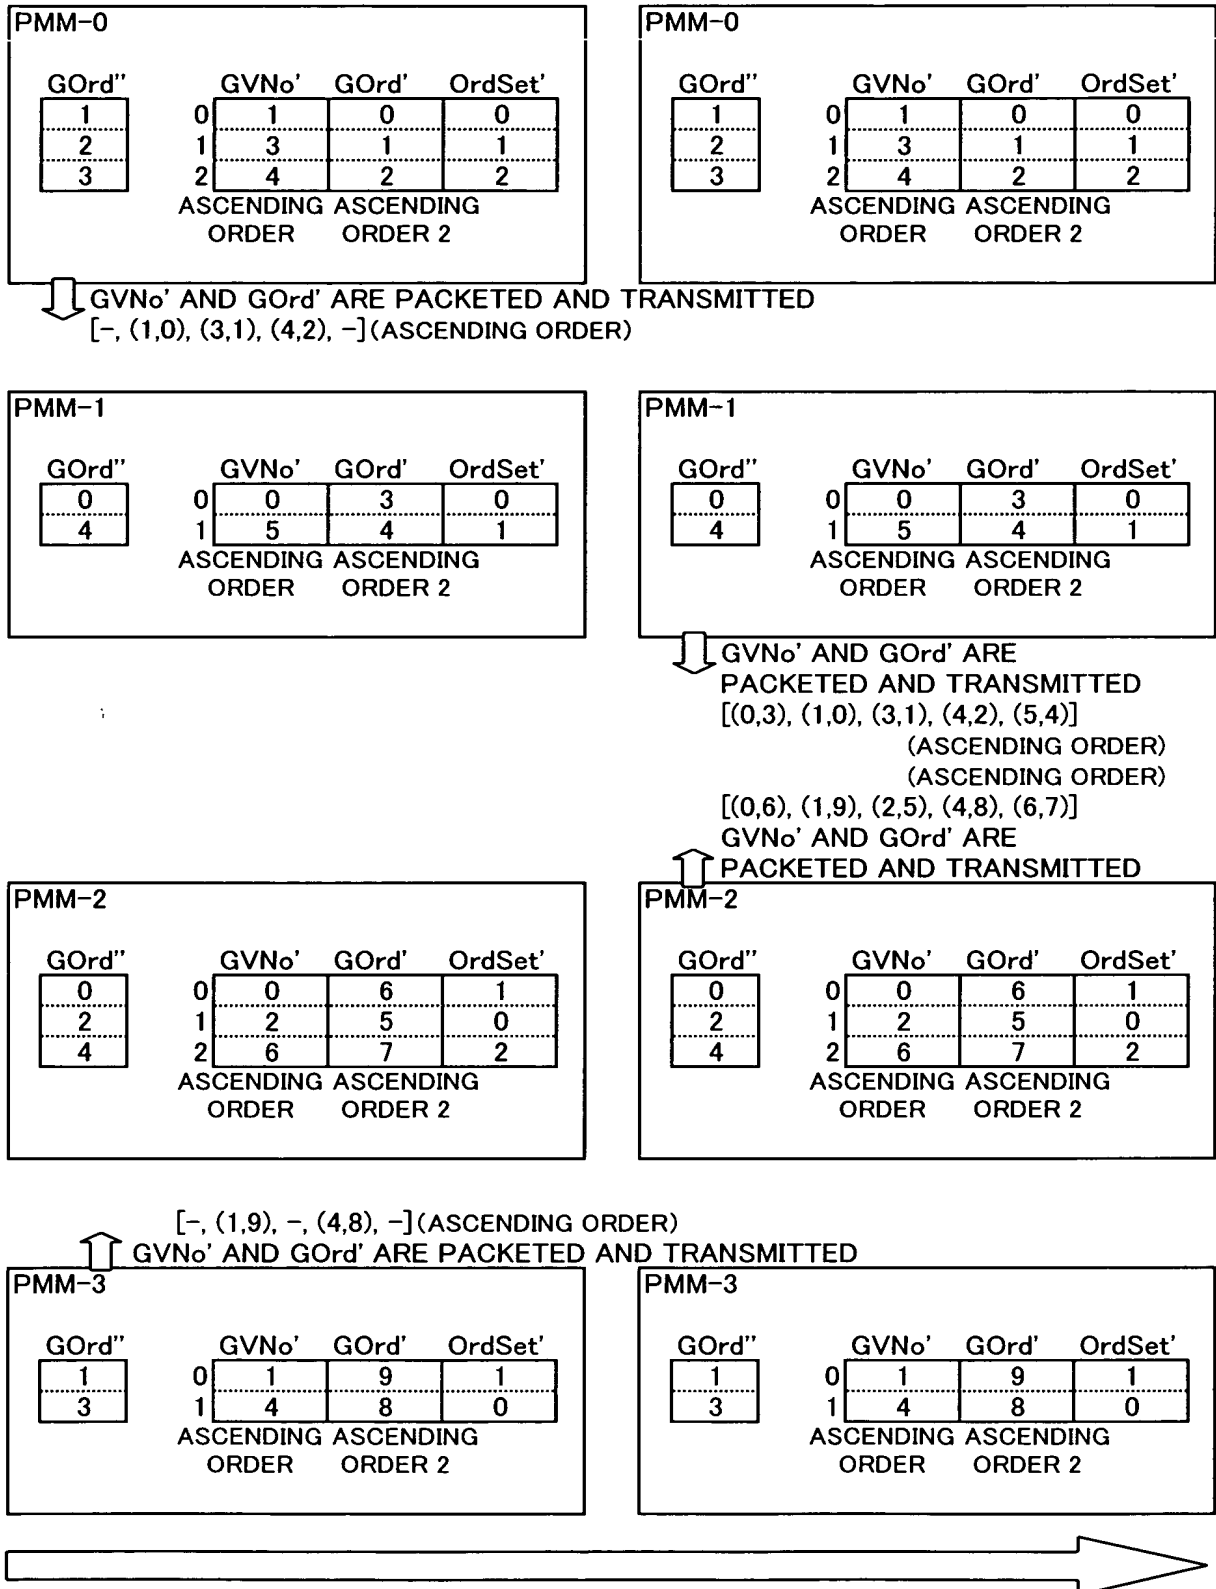 PMM-0
GOrd'' GVNo' GOrd' OrdSet'
1 0 1 0 0
2 1 3 1 1
3 2 4 2 2
ASCENDING ASCENDING
ORDER ORDER 2
PMM-0
GOrd'' GVNo' GOrd' OrdSet'
1 0 1 0 0
2 1 3 1 1
3 2 4 2 2
ASCENDING ASCENDING
ORDER ORDER 2
GVNo' AND GOrd' ARE PACKETED AND TRANSMITTED
[-, (1,0), (3,1), (4,2), -](ASCENDING ORDER)
PMM-1
GOrd'' GVNo' GOrd' OrdSet'
0 0 0 3 0
4 1 5 4 1
ASCENDING ASCENDING
ORDER ORDER 2
PMM-1
GOrd'' GVNo' GOrd' OrdSet'
0 0 0 3 0
4 1 5 4 1
ASCENDING ASCENDING
ORDER ORDER 2
GVNo' AND GOrd' ARE
PACKETED AND TRANSMITTED
[(0,3), (1,0), (3,1), (4,2), (5,4)]
(ASCENDING ORDER)
(ASCENDING ORDER)
[(0,6), (1,9), (2,5), (4,8), (6,7)]
GVNo' AND GOrd' ARE
PACKETED AND TRANSMITTED
PMM-2
GOrd'' GVNo' GOrd' OrdSet'
0 0 0 6 1
2 1 2 5 0
4 2 6 7 2
ASCENDING ASCENDING
ORDER ORDER 2
PMM-2
GOrd'' GVNo' GOrd' OrdSet'
0 0 0 6 1
2 1 2 5 0
4 2 6 7 2
ASCENDING ASCENDING
ORDER ORDER 2
[-, (1,9), -, (4,8), -](ASCENDING ORDER)
GVNo' AND GOrd' ARE PACKETED AND TRANSMITTED
PMM-3
GOrd'' GVNo' GOrd' OrdSet'
1 0 1 9 1
3 1 4 8 0
ASCENDING ASCENDING
ORDER ORDER 2
PMM-3
GOrd'' GVNo' GOrd' OrdSet'
1 0 1 9 1
3 1 4 8 0
ASCENDING ASCENDING
ORDER ORDER 2